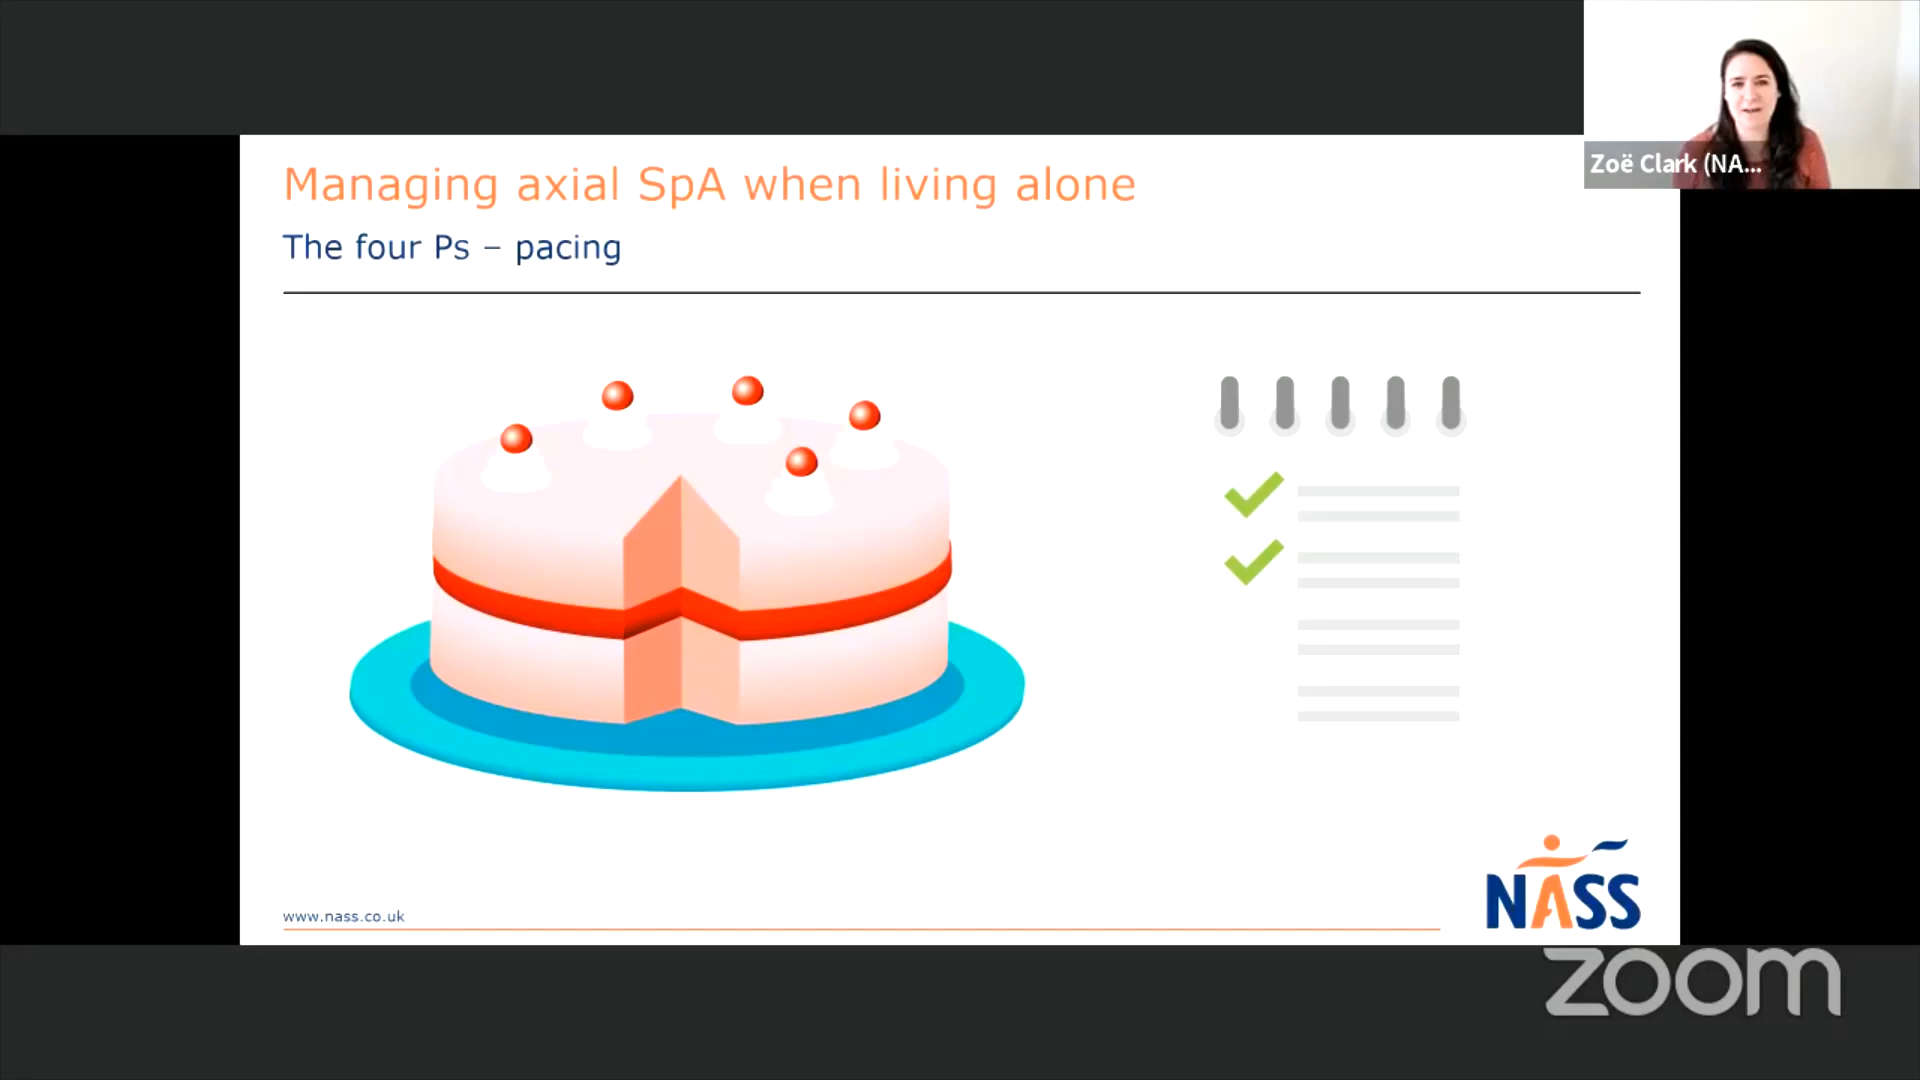 Zoë Clark (NA...
Managing axial SpA when living alone
The four Ps – pacing
www.nass.co.uk
NASS
zoom